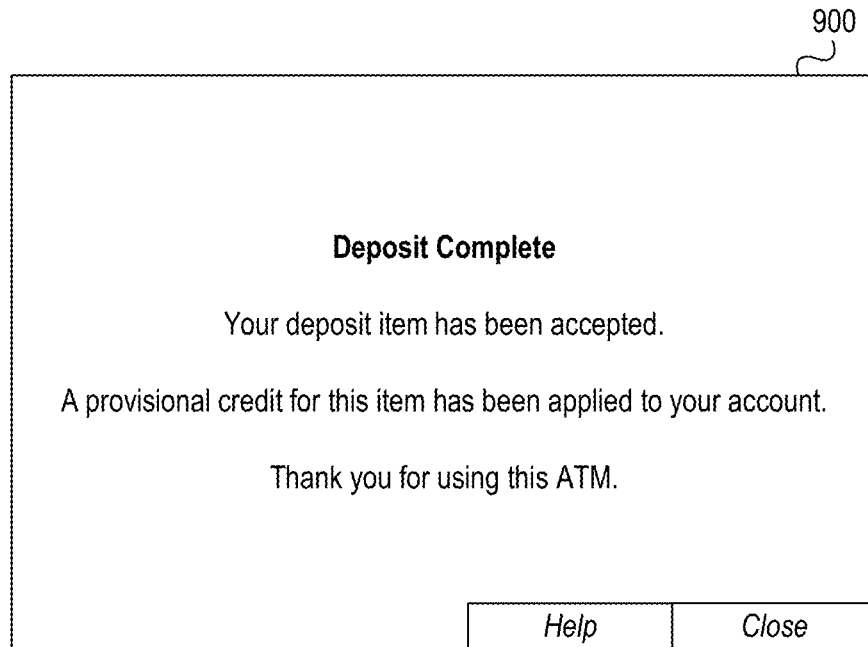 900
Deposit Complete
Your deposit item has been accepted.
A provisional credit for this item has been applied to your account.
Thank you for using this ATM.
Help Close